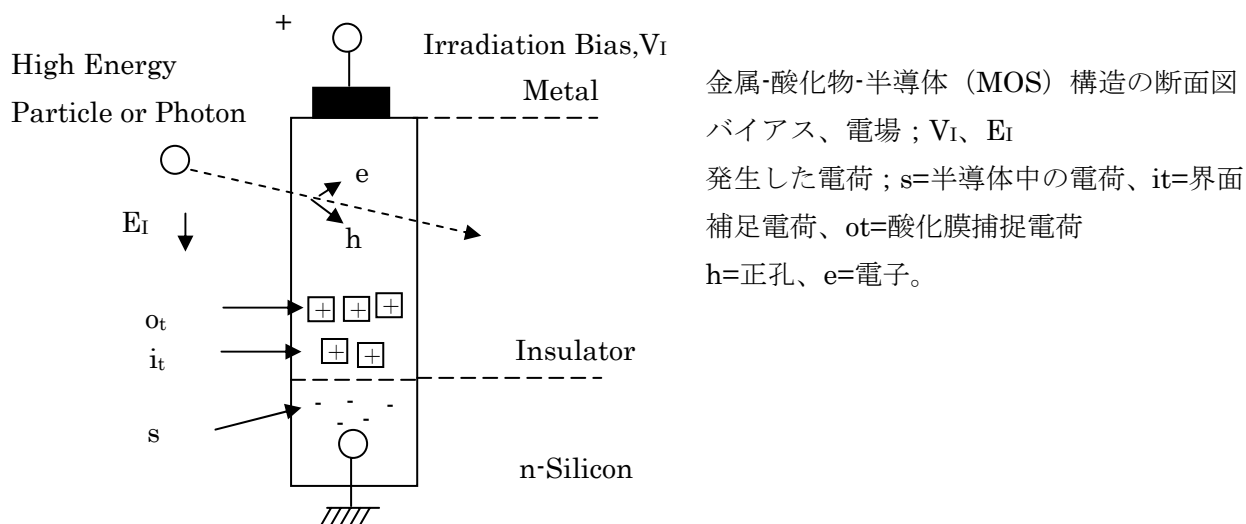 +
Irradiation Bias,VI
High Energy
Particle or Photon
Metal
e
h
EI
ot
it
Insulator
+ + +
+ +
- - - - -
s
n-Silicon
金属-酸化物-半導体（MOS）構造の断面図
バイアス、電場；VI、EI
発生した電荷；s=半導体中の電荷、it=界面
補足電荷、ot=酸化膜捕捉電荷
h=正孔、e=電子。